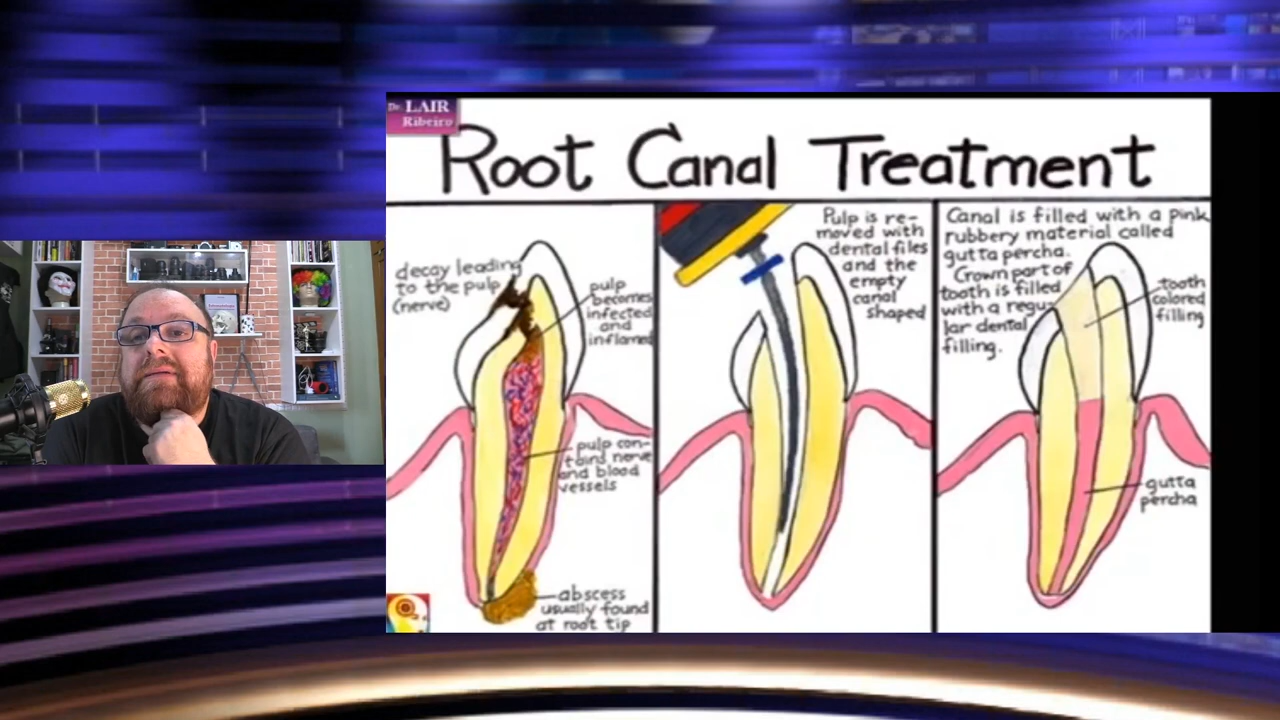 Dr. LAIR
Ribeiro
Root Canal Treatment
decay leading
to the pulp
(nerve)
pulp
becomes
infected
and
inflamed
pulp con-
tains nerve
and blood
vessels
abscess
usually found
at root tip
Pulp is re-
moved with
dental files
and the
empty
canal
shaped
Canal is filled with a pink
rubbery material called
gutta percha.
Crown part of
tooth is filled
with a regu
lar dental
filling.
tooth
colored
filling
gutta
percha